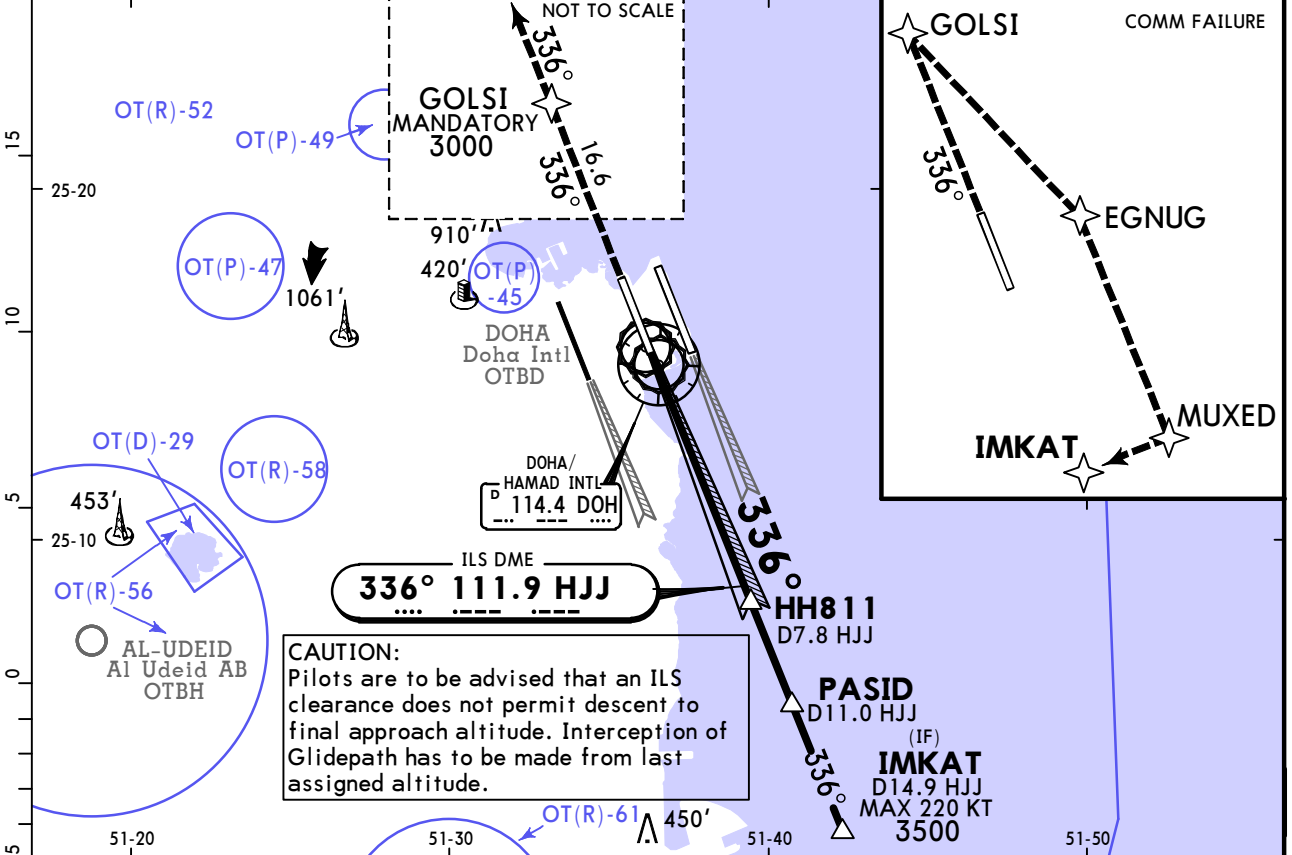 NOT TO SCALE
336°
GOLSI
MANDATORY
3000
16.6
336°
OT(R)-52
OT(P)-49
15
25-20
910'
420'
OT(P)
-45
OT(P)-47
1061'
10
DOHA
Doha Intl
OTBD
COMM FAILURE
GOLSI
336°
EGNUG
MUXED
IMKAT
OT(D)-29
OT(R)-58
453'
5
25-10
DOHA/
HAMAD INTL
D 114.4 DOH
336°
ILS DME
336° 111.9 HJJ
OT(R)-56
AL-UDEID
Al Udeid AB
OTBH
HH811
D7.8 HJJ
CAUTION:
Pilots are to be advised that an ILS
clearance does not permit descent to
final approach altitude. Interception of
Glidepath has to be made from last
assigned altitude.
0
PASID
D11.0 HJJ
336°
(IF)
IMKAT
D14.9 HJJ
MAX 220 KT
3500
OT(R)-61
450'
5
51-20
51-30
51-40
51-50